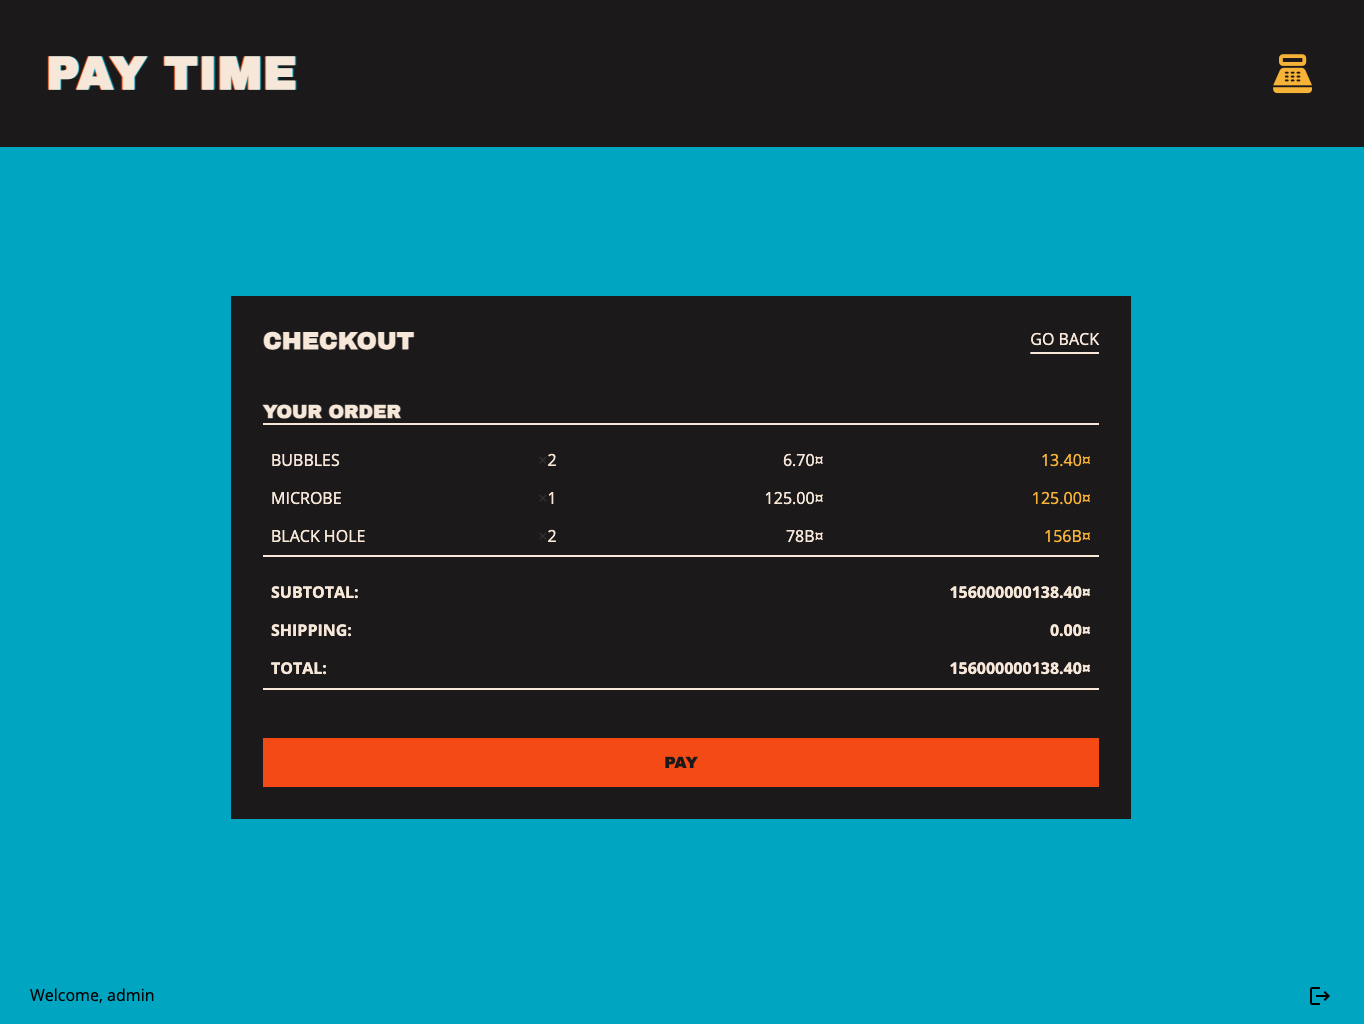 PAY TIME
CHECKOUT
GO BACK
YOUR ORDER
BUBBLES ×2 6.70¤ 13.40¤
MICROBE ×1 125.00¤ 125.00¤
BLACK HOLE ×2 78B¤ 156B¤
SUBTOTAL: 156000000138.40¤
SHIPPING: 0.00¤
TOTAL: 156000000138.40¤
PAY
Welcome, admin